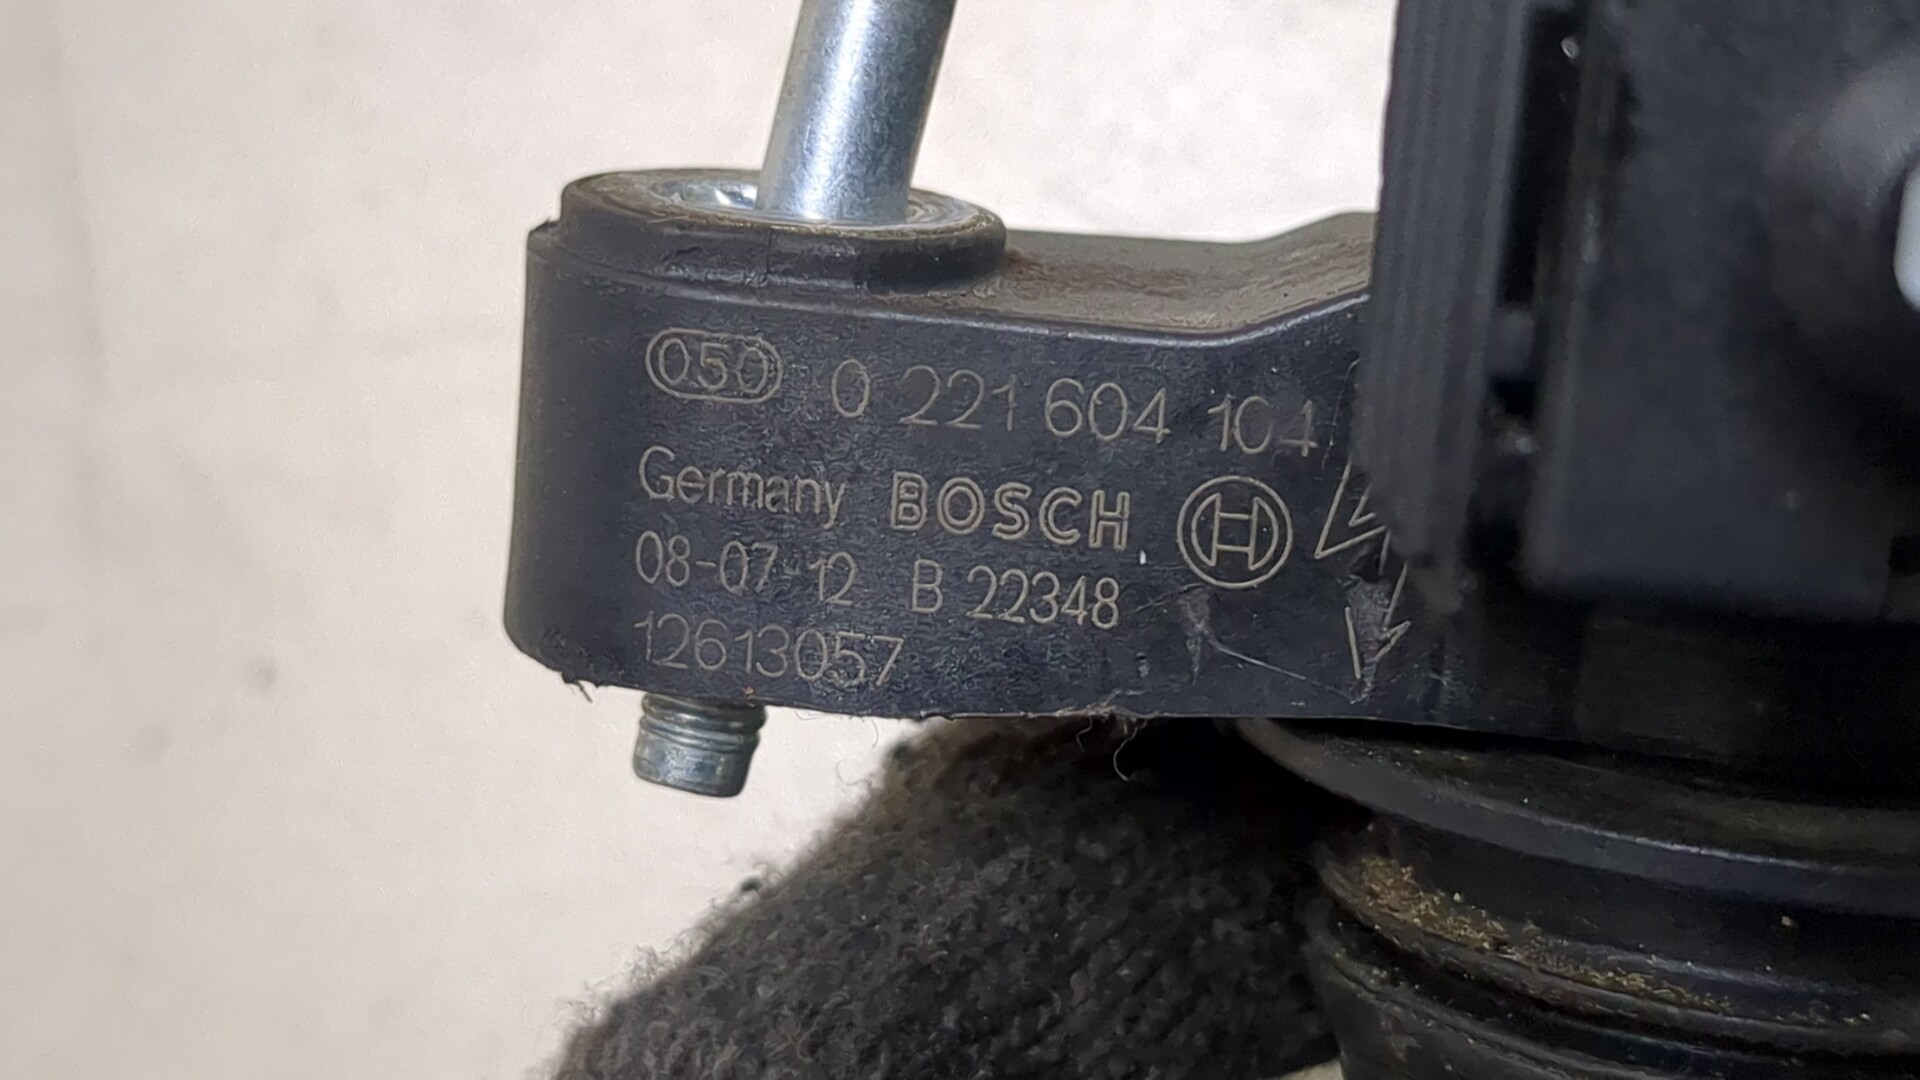 050 0 221 604 104
Germany BOSCH
08-07-12 B 22348
12613057